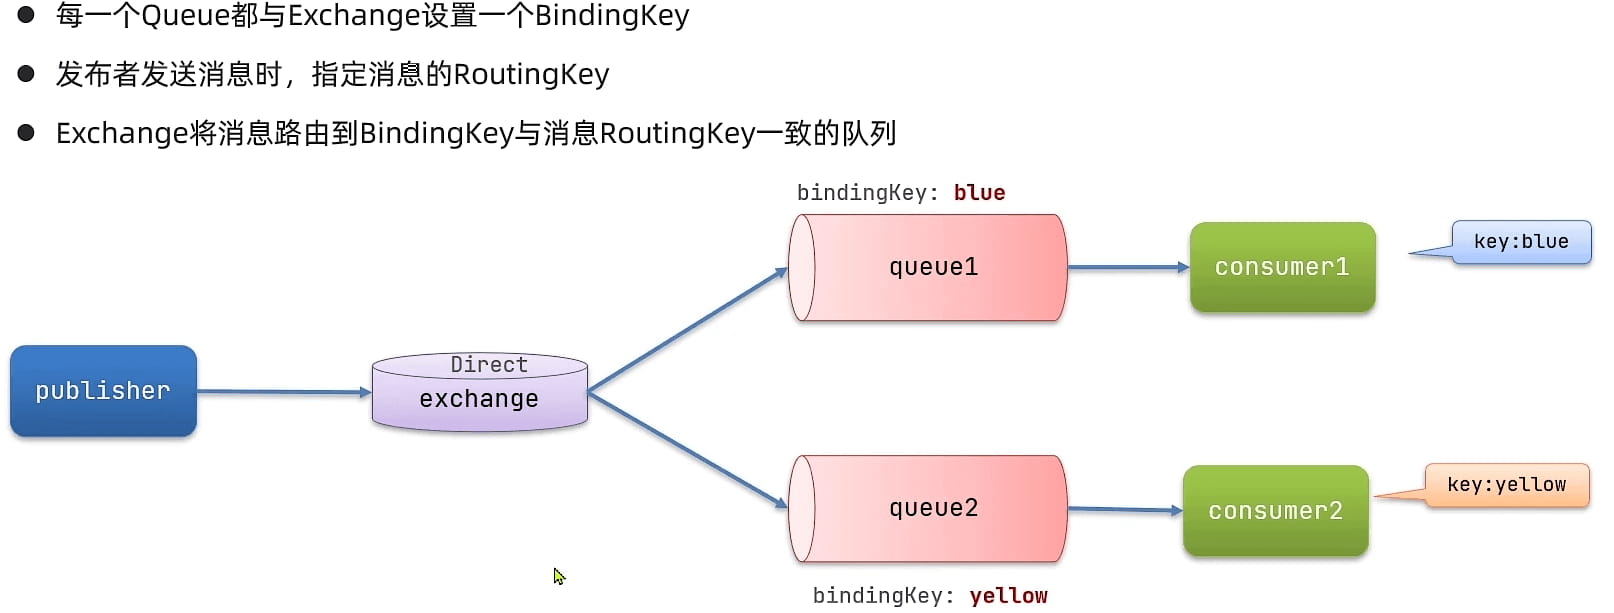 每一个Queue都与Exchange设置一个BindingKey
发布者发送消息时，指定消息的RoutingKey
Exchange将消息路由到BindingKey与消息RoutingKey一致的队列
bindingKey: blue
queue1
consumer1
key:blue
publisher
Direct
exchange
queue2
consumer2
key:yellow
bindingKey: yellow